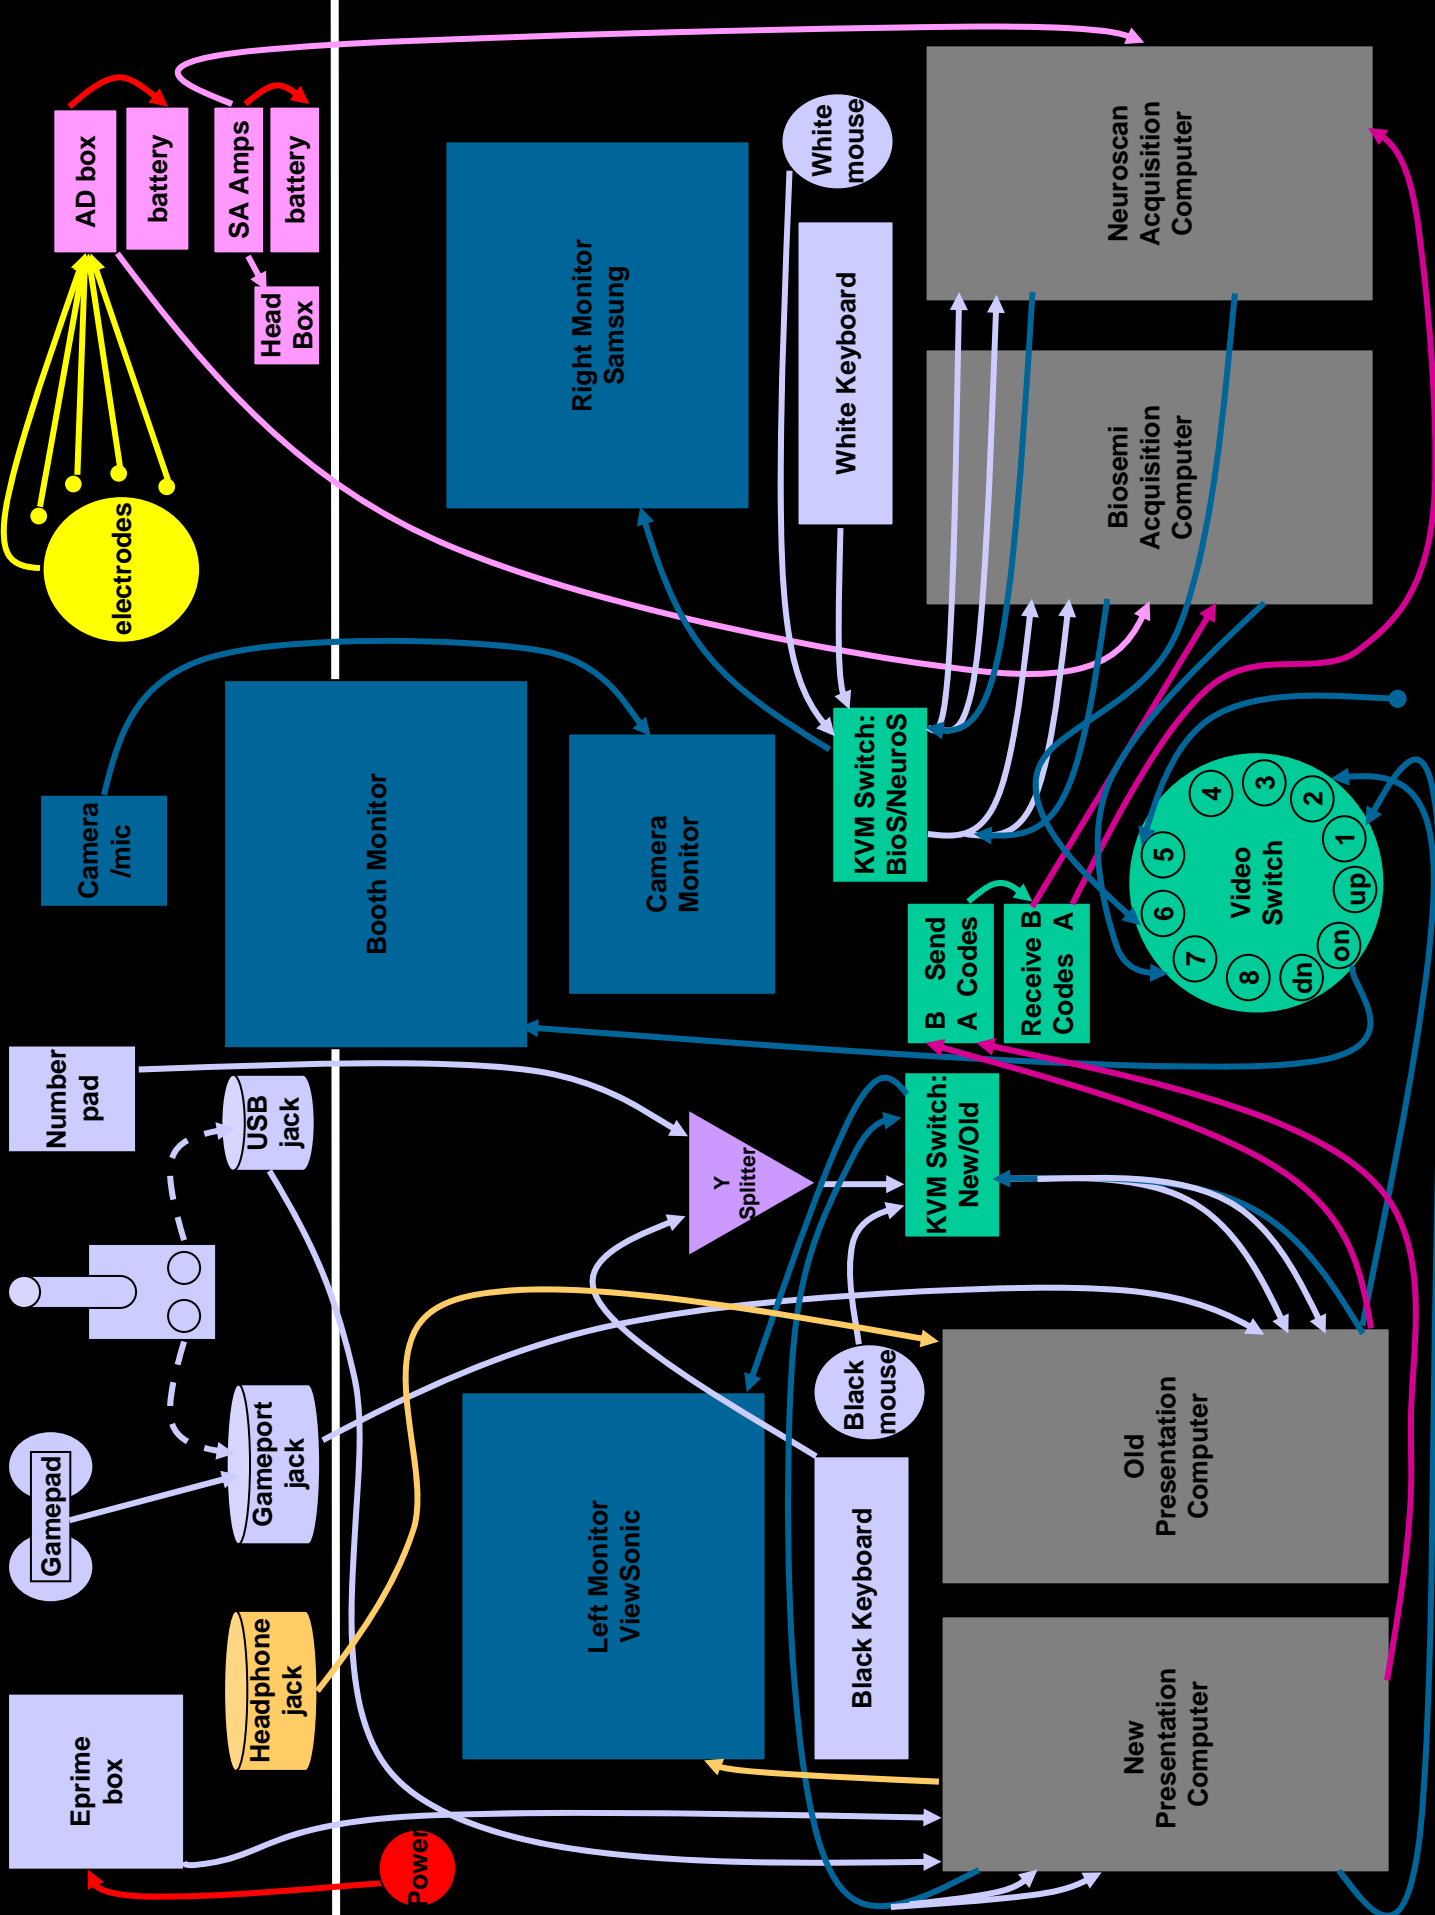 Eprime
box
Headphone
jack
Gamepad
Gameport
jack
USB
jack
Number
pad
Camera
/mic
electrodes
AD box
battery
SA Amps
battery
Head
Box
Power
Left Monitor
ViewSonic
Booth Monitor
Camera
Monitor
Right Monitor
Samsung
Y
Splitter
Black Keyboard
Black
mouse
White Keyboard
White
mouse
KVM Switch:
New/Old
KVM Switch:
BioS/NeuroS
B Send
A Codes
Receive B
Codes A
Video
Switch
1
2
3
4
5
6
7
8
dn
on
up
New
Presentation
Computer
Old
Presentation
Computer
Biosemi
Acquisition
Computer
Neuroscan
Acquisition
Computer